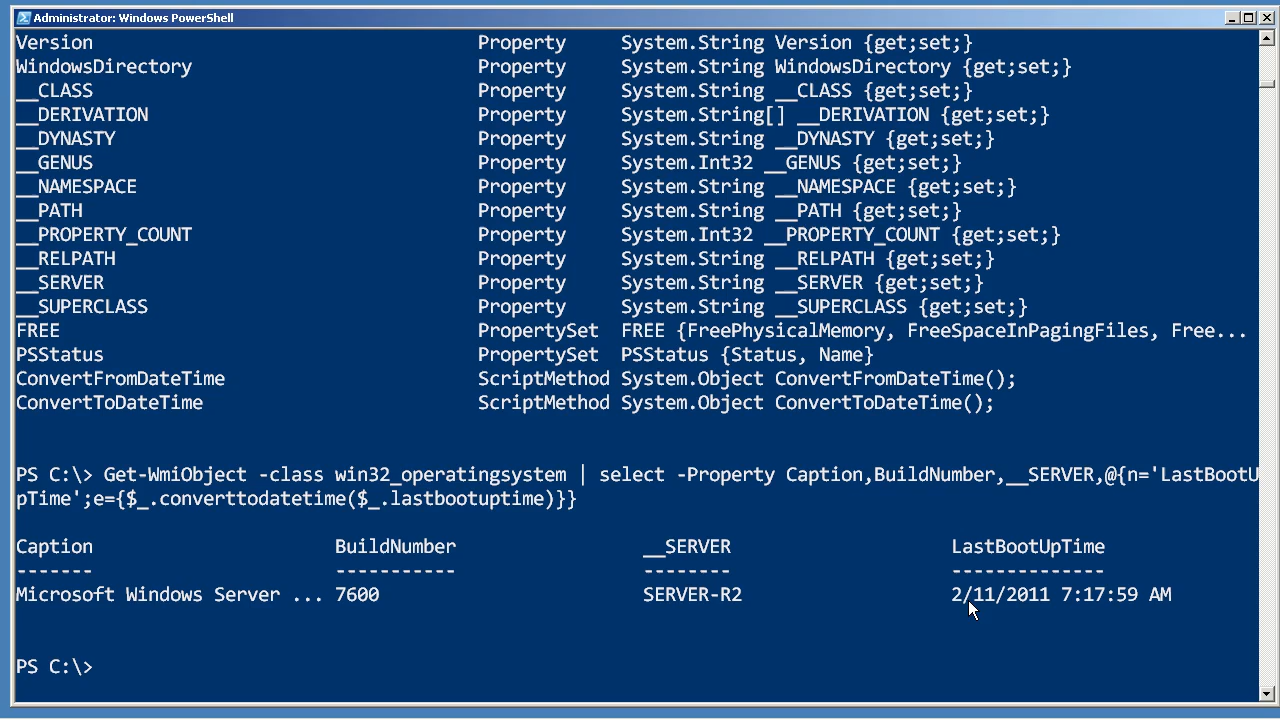 Administrator: Windows PowerShell
Version Property System.String Version {get;set;}
WindowsDirectory Property System.String WindowsDirectory {get;set;}
__CLASS Property System.String __CLASS {get;set;}
__DERIVATION Property System.String[] __DERIVATION {get;set;}
__DYNASTY Property System.String __DYNASTY {get;set;}
__GENUS Property System.Int32 __GENUS {get;set;}
__NAMESPACE Property System.String __NAMESPACE {get;set;}
__PATH Property System.String __PATH {get;set;}
__PROPERTY_COUNT Property System.Int32 __PROPERTY_COUNT {get;set;}
__RELPATH Property System.String __RELPATH {get;set;}
__SERVER Property System.String __SERVER {get;set;}
__SUPERCLASS Property System.String __SUPERCLASS {get;set;}
FREE PropertySet FREE {FreePhysicalMemory, FreeSpaceInPagingFiles, Free...
PSStatus PropertySet PSStatus {Status, Name}
ConvertFromDateTime ScriptMethod System.Object ConvertFromDateTime();
ConvertToDateTime ScriptMethod System.Object ConvertToDateTime();
PS C:\> Get-WmiObject -class win32_operatingsystem | select -Property Caption,BuildNumber,__SERVER,@{n='LastBootU
pTime';e={$_.converttodatetime($_.lastbootuptime)}}
Caption BuildNumber __SERVER LastBootUpTime
------- ----------- -------- --------------
Microsoft Windows Server ... 7600 SERVER-R2 2/11/2011 7:17:59 AM
PS C:\>